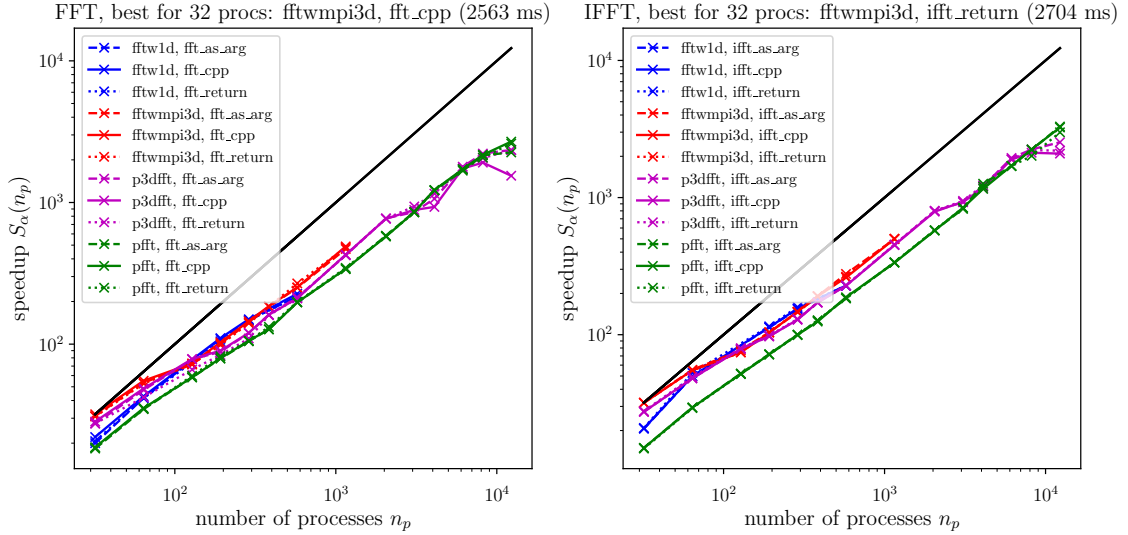 FFT, best for 32 procs: fftwmpi3d, fft_cpp (2563 ms)
fftw1d, fft_as_arg
fftw1d, fft_cpp
fftw1d, fft_return
fftwmpi3d, fft_as_arg
fftwmpi3d, fft_cpp
fftwmpi3d, fft_return
p3dfft, fft_as_arg
p3dfft, fft_cpp
p3dfft, fft_return
pfft, fft_as_arg
pfft, fft_cpp
pfft, fft_return
speedup S_α(n_p)
10^4
10^3
10^2
10^2 10^3 10^4
number of processes n_p
IFFT, best for 32 procs: fftwmpi3d, ifft_return (2704 ms)
fftw1d, ifft_as_arg
fftw1d, ifft_cpp
fftw1d, ifft_return
fftwmpi3d, ifft_as_arg
fftwmpi3d, ifft_cpp
fftwmpi3d, ifft_return
p3dfft, ifft_as_arg
p3dfft, ifft_cpp
p3dfft, ifft_return
pfft, ifft_as_arg
pfft, ifft_cpp
pfft, ifft_return
speedup S_α(n_p)
10^4
10^3
10^2
10^2 10^3 10^4
number of processes n_p